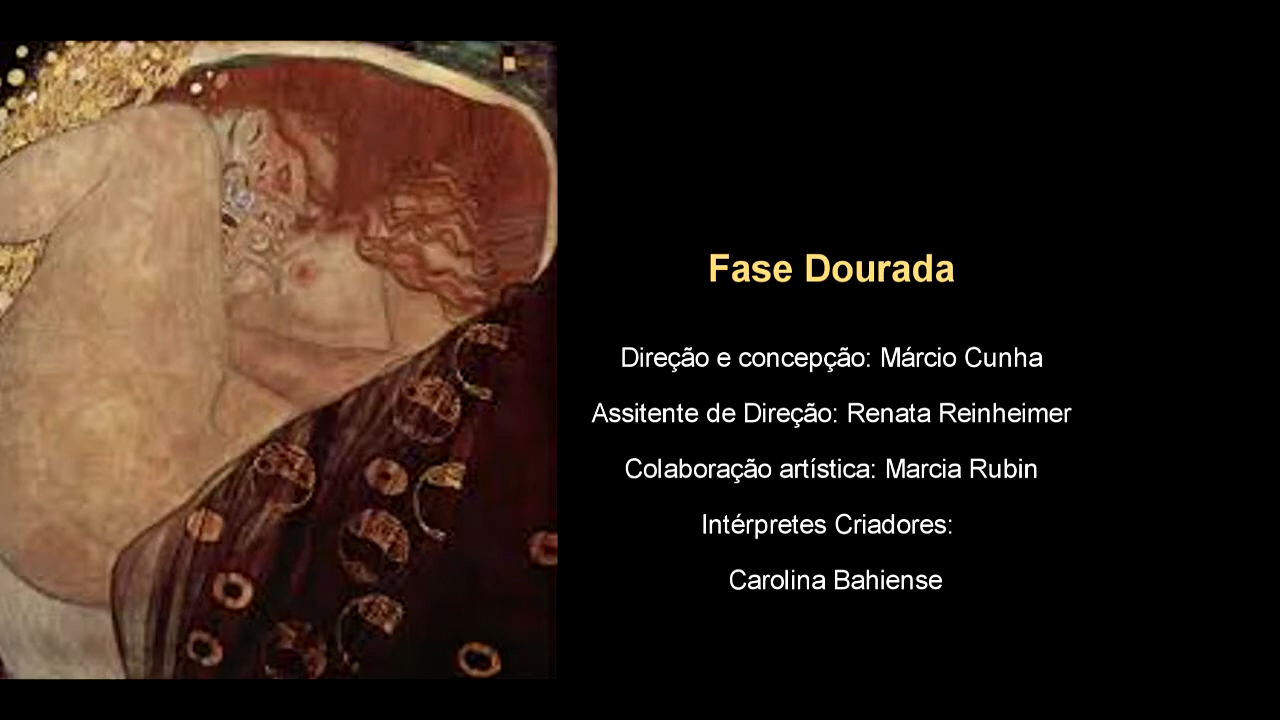 Fase Dourada
Direção e concepção: Márcio Cunha
Assitente de Direção: Renata Reinheimer
Colaboração artística: Marcia Rubin
Intérpretes Criadores:
Carolina Bahiense